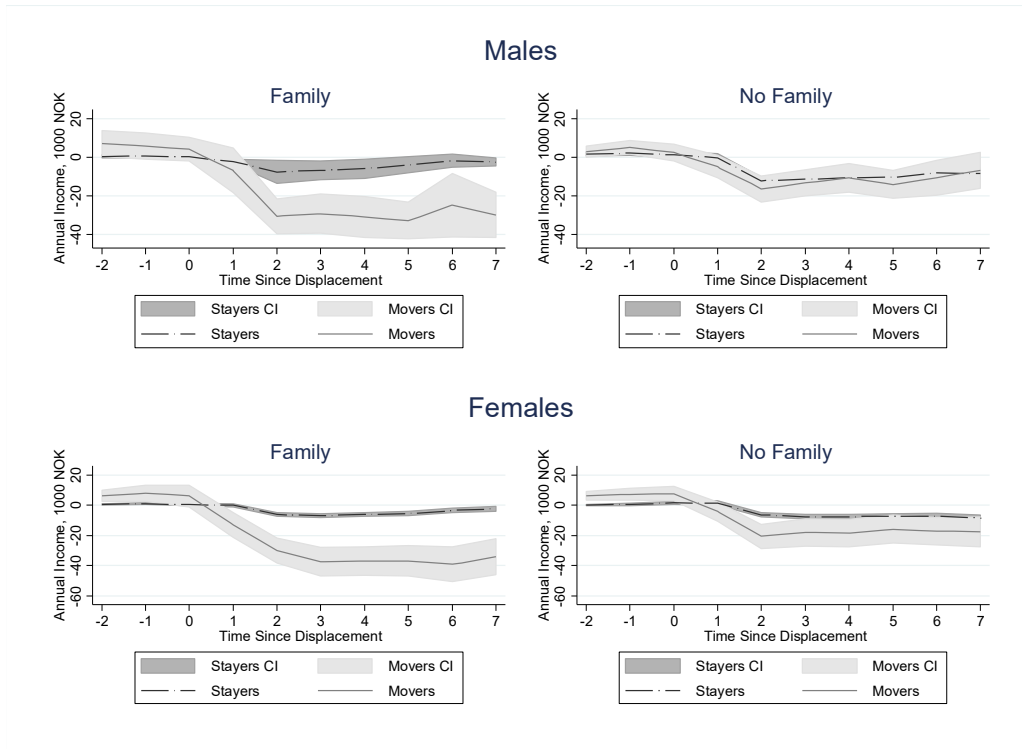 Males
Family
Annual Income, 1000 NOK
20
0
-20
-40
-2 -1 0 1 2 3 4 5 6 7
Time Since Displacement
Stayers CI Movers CI
Stayers Movers
No Family
Annual Income, 1000 NOK
20
0
-20
-40
-2 -1 0 1 2 3 4 5 6 7
Time Since Displacement
Stayers CI Movers CI
Stayers Movers
Females
Family
Annual Income, 1000 NOK
20
0
-20
-40
-60
-2 -1 0 1 2 3 4 5 6 7
Time Since Displacement
Stayers CI Movers CI
Stayers Movers
No Family
Annual Income, 1000 NOK
20
0
-20
-40
-60
-2 -1 0 1 2 3 4 5 6 7
Time Since Displacement
Stayers CI Movers CI
Stayers Movers